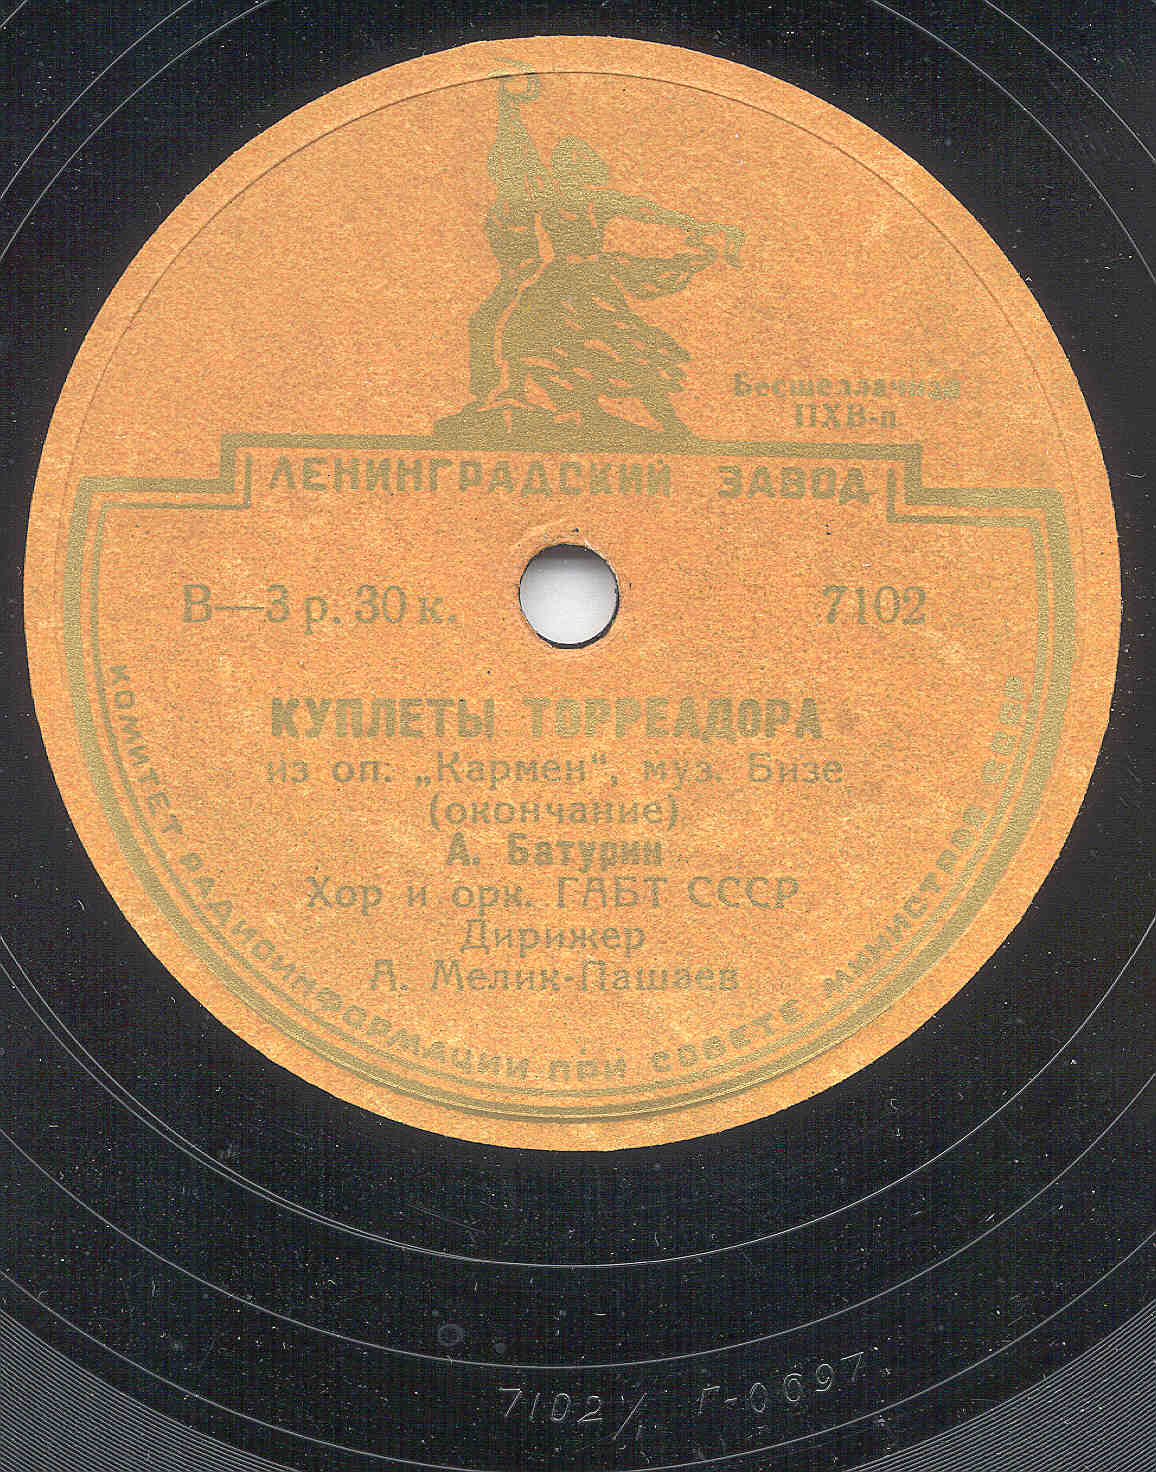 Бесшеллачная
ПХВ-п
ЛЕНИНГРАДСКИЙ ЗАВОД
В—3 р. 30 к.
7102
КУПЛЕТЫ ТОРРЕАДОРА
из оп. „Кармен", муз. Бизе
(окончание)
А. Батурин
Хор и орк. ГАБТ СССР
Дирижер
А. Мелик-Пашаев
КОМИТЕТ РАДИОИНФОРМАЦИИ ПРИ СОВЕТЕ МИНИСТРОВ СССР
7102/1 Г-0697